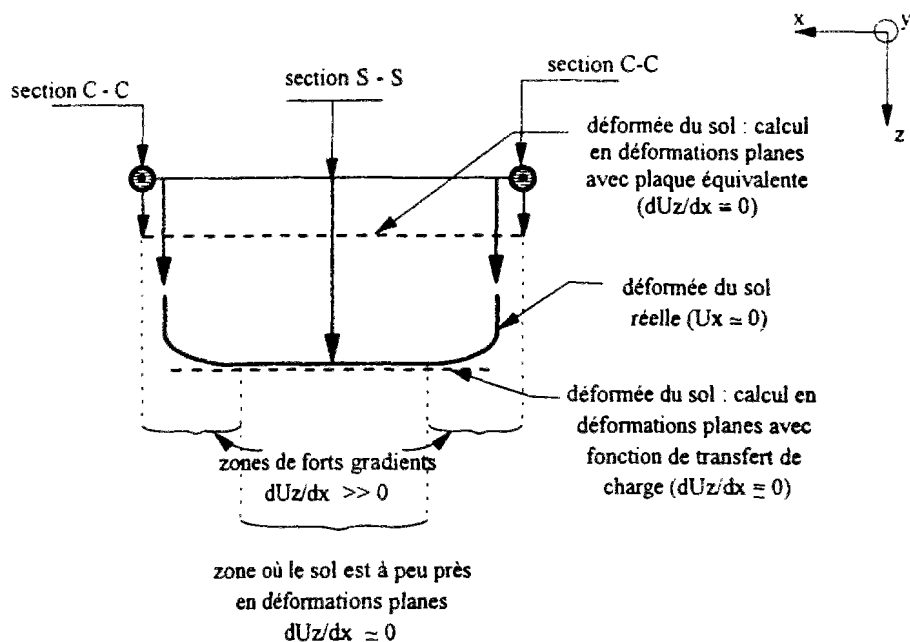 x
y
z
section C - C
section S - S
section C-C
déformée du sol : calcul
en déformations planes
avec plaque équivalente
(dUz/dx ≃ 0)
déformée du sol
réelle (Ux ≃ 0)
déformée du sol : calcul en
déformations planes avec
fonction de transfert de
charge (dUz/dx ≃ 0)
zones de forts gradients
dUz/dx >> 0
zone où le sol est à peu près
en déformations planes
dUz/dx ≃ 0